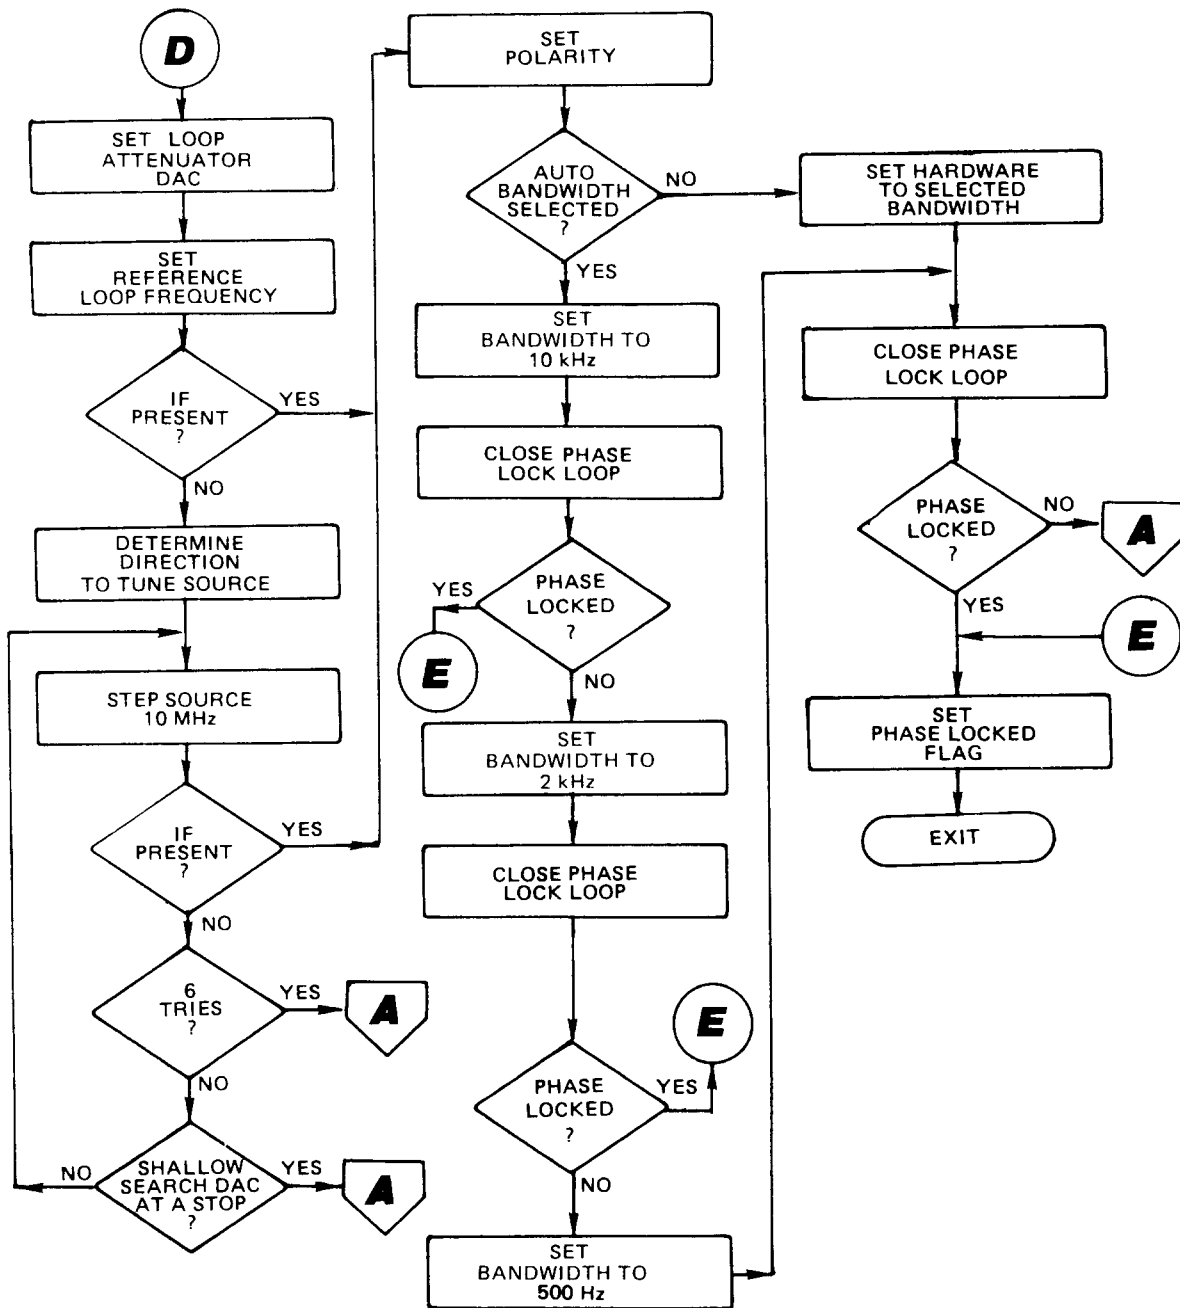 D
SET LOOP
ATTENUATOR
DAC
SET
REFERENCE
LOOP FREQUENCY
IF
PRESENT
?
YES
NO
DETERMINE
DIRECTION
TO TUNE SOURCE
STEP SOURCE
10 MHz
IF
PRESENT
?
YES
NO
6
TRIES
?
YES
A
NO
SHALLOW
SEARCH DAC
AT A STOP
?
NO
YES
A
SET
POLARITY
AUTO
BANDWIDTH
SELECTED
?
NO
YES
SET
BANDWIDTH TO
10 kHz
CLOSE PHASE
LOCK LOOP
PHASE
LOCKED
?
YES
E
NO
SET
BANDWIDTH TO
2 kHz
CLOSE PHASE
LOCK LOOP
PHASE
LOCKED
?
YES
E
NO
SET
BANDWIDTH TO
500 Hz
SET HARDWARE
TO SELECTED
BANDWIDTH
CLOSE PHASE
LOCK LOOP
PHASE
LOCKED
?
NO
A
YES
E
SET
PHASE LOCKED
FLAG
EXIT